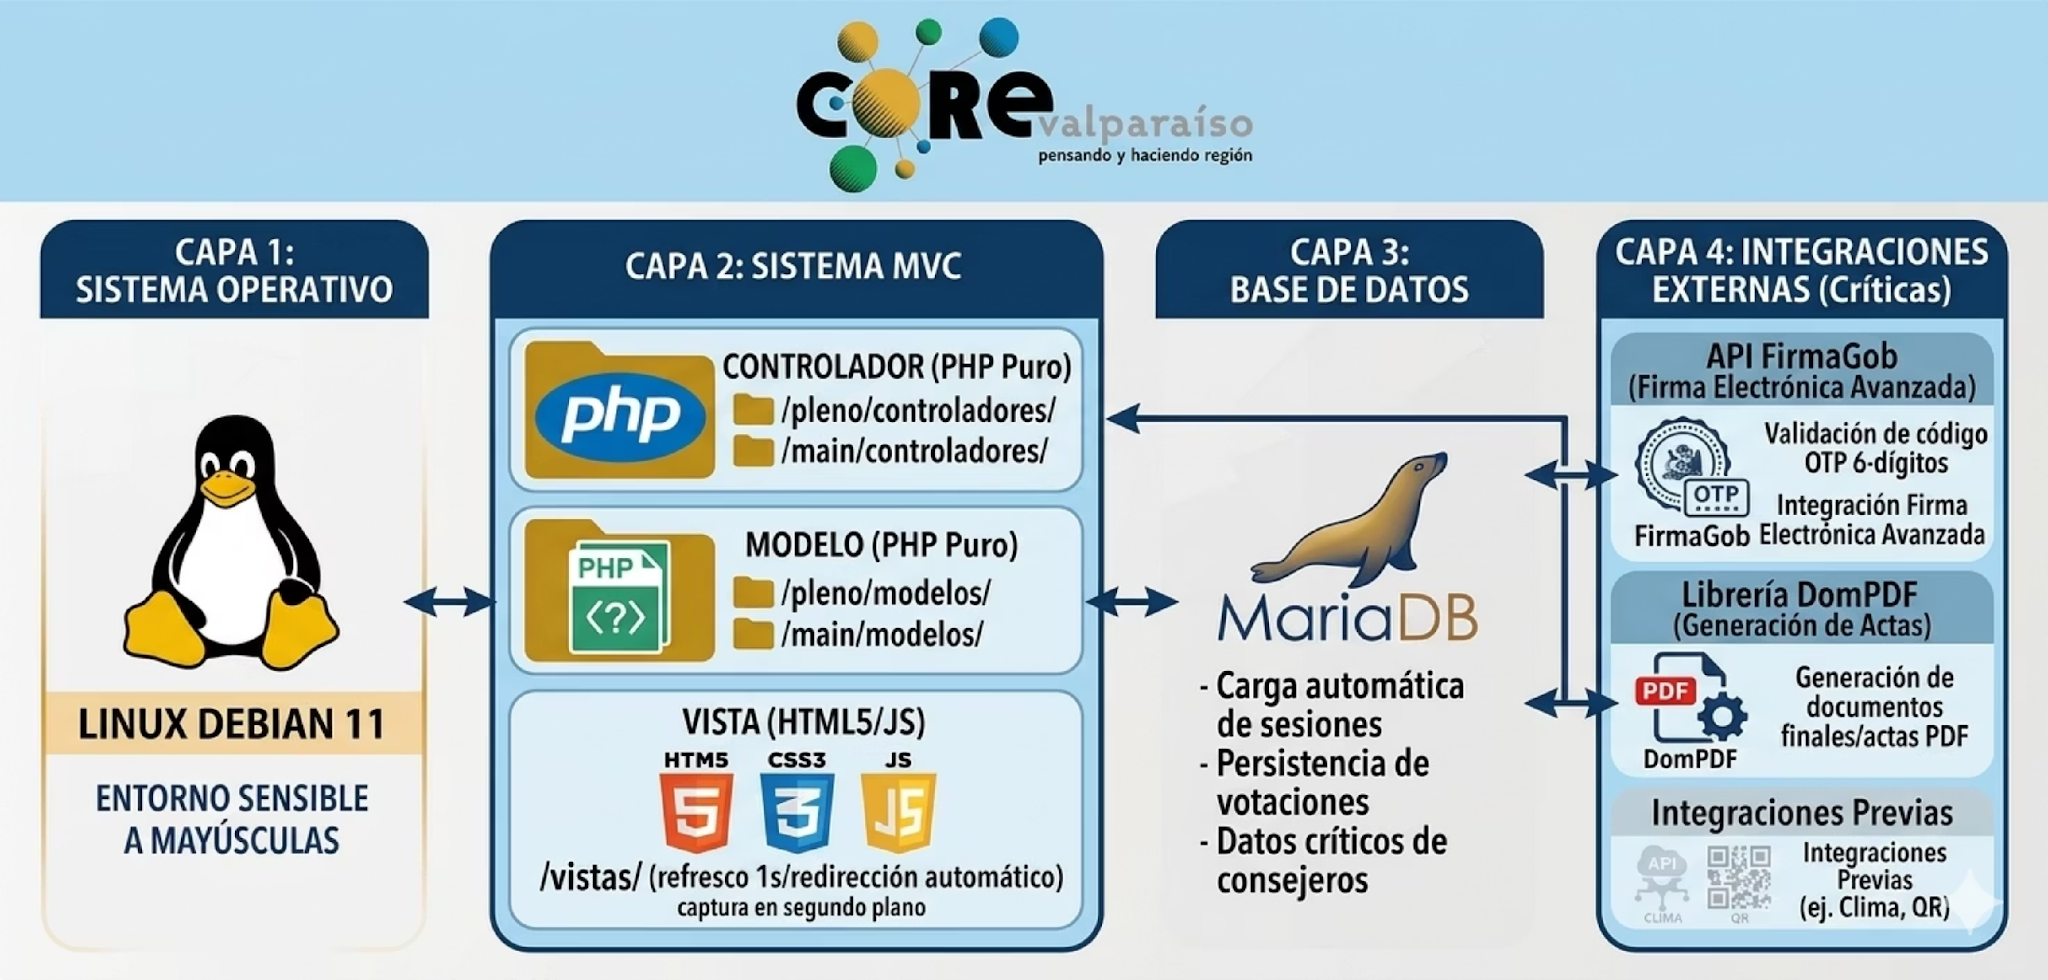 CORe
valparaíso
pensando y haciendo región
CAPA 1:
SISTEMA OPERATIVO
LINUX DEBIAN 11
ENTORNO SENSIBLE
A MAYÚSCULAS
CAPA 2: SISTEMA MVC
php
CONTROLADOR (PHP Puro)
/pleno/controladores/
/main/controladores/
PHP
<?>
MODELO (PHP Puro)
/pleno/modelos/
/main/modelos/
VISTA (HTML5/JS)
HTM5 CSS3 JS
5 3 JS
/vistas/ (refresco 1s/redirección automático)
captura en segundo plano
CAPA 3:
BASE DE DATOS
MariaDB
- Carga automática
de sesiones
- Persistencia de
votaciones
- Datos críticos de
consejeros
CAPA 4: INTEGRACIONES
EXTERNAS (Críticas)
API FirmaGob
(Firma Electrónica Avanzada)
OTP
FirmaGob
Validación de código
OTP 6-dígitos
Integración Firma
Electrónica Avanzada
Librería DomPDF
(Generación de Actas)
PDF
DomPDF
Generación de
documentos
finales/actas PDF
Integraciones Previas
API
CLIMA
QR
Integraciones
Previas
(ej. Clima, QR)